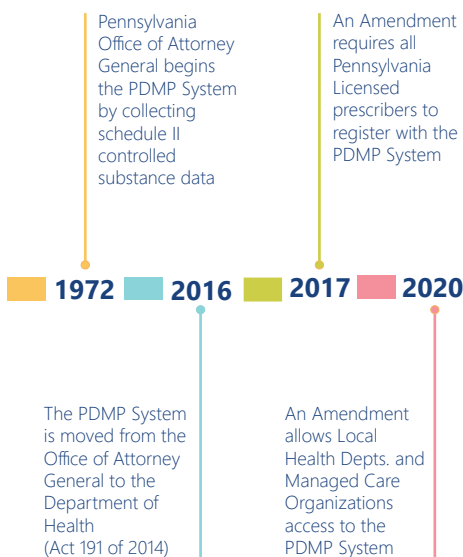 Pennsylvania
Office of Attorney
General begins
the PDMP System
by collecting
schedule II
controlled
substance data
An Amendment
requires all
Pennsylvania
Licensed
prescribers to
register with the
PDMP System
1972
2016
2017
2020
The PDMP System
is moved from the
Office of Attorney
General to the
Department of
Health
(Act 191 of 2014)
An Amendment
allows Local
Health Depts. and
Managed Care
Organizations
access to the
PDMP System